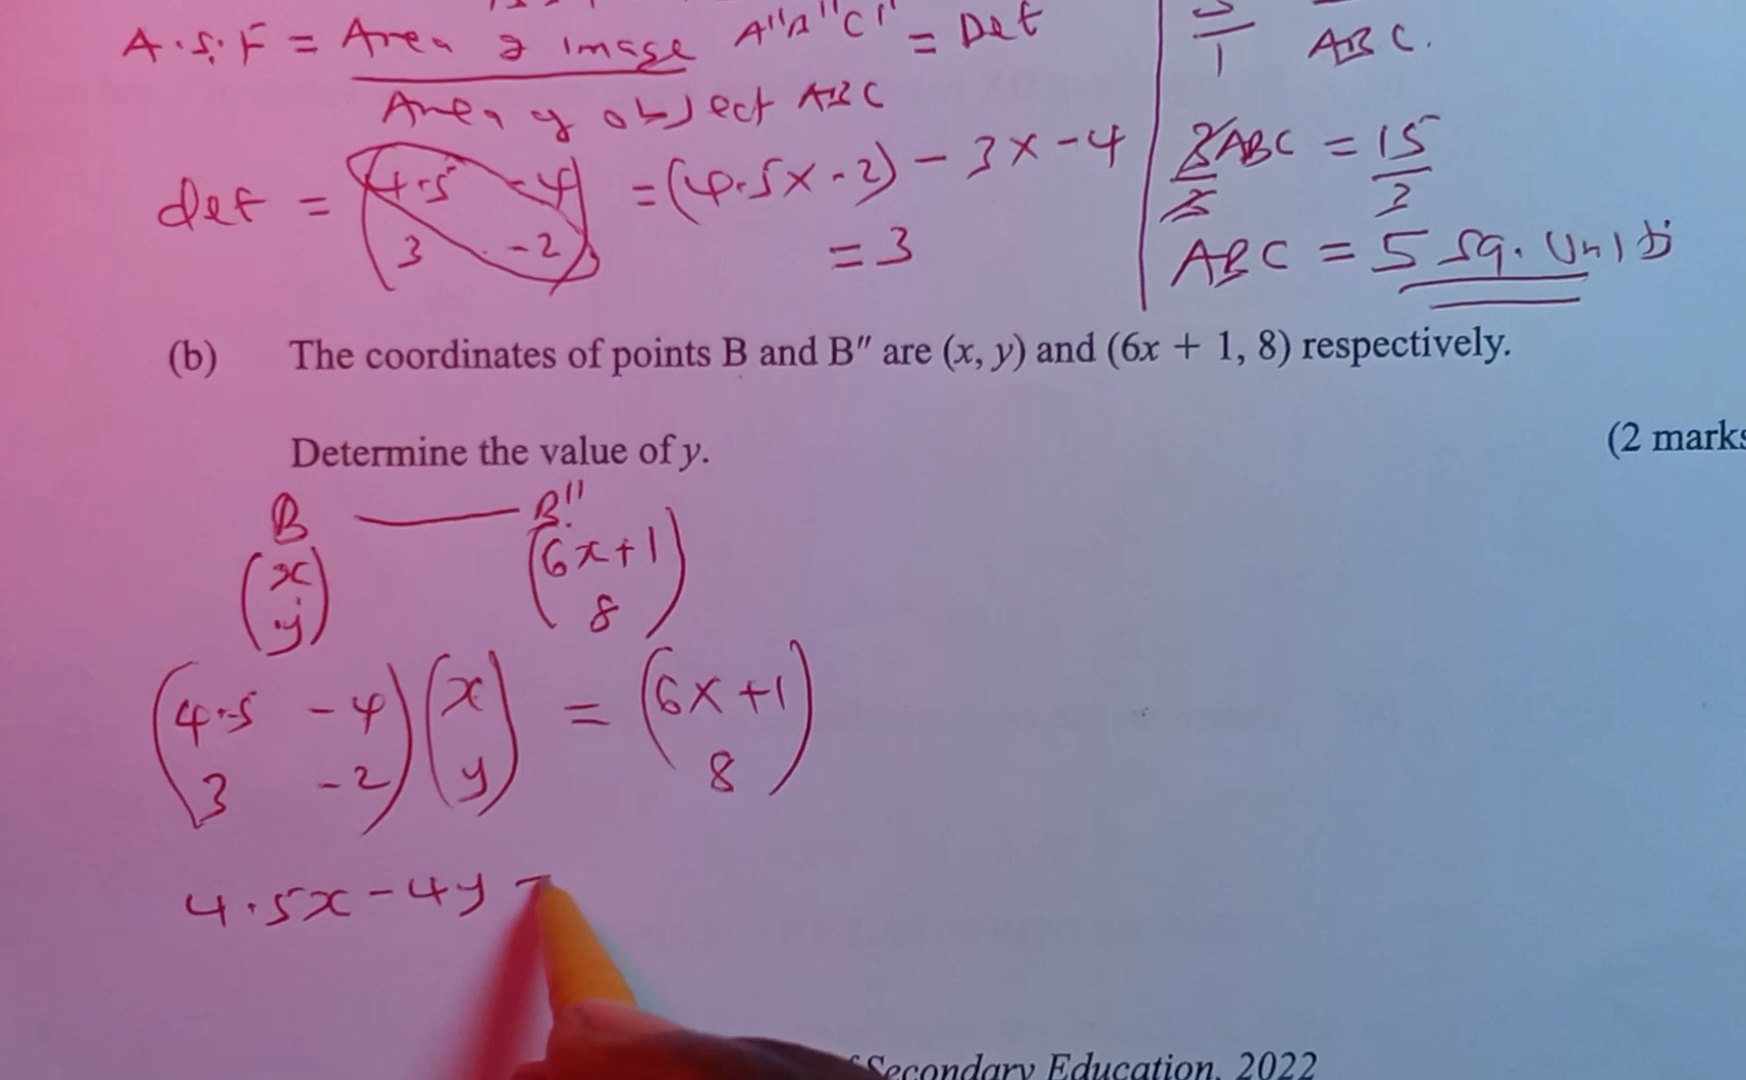 A.S.F = Area of image A"B"C" = Det
Area of object ABC
det = (4.5 -4
3 -2) = (4.5x-2) - 3x-4
= 3
1 ABC.
3ABC = 15
3 3
ABC = 5 Sq. Units
(b) The coordinates of points B and B″ are (x, y) and (6x + 1, 8) respectively.
Determine the value of y. (2 marks
B — B"
(x
y) (6x+1
8)
(4.5 -4
3 -2) (x
y) = (6x+1
8)
4.5x - 4y =
Secondary Education, 2022